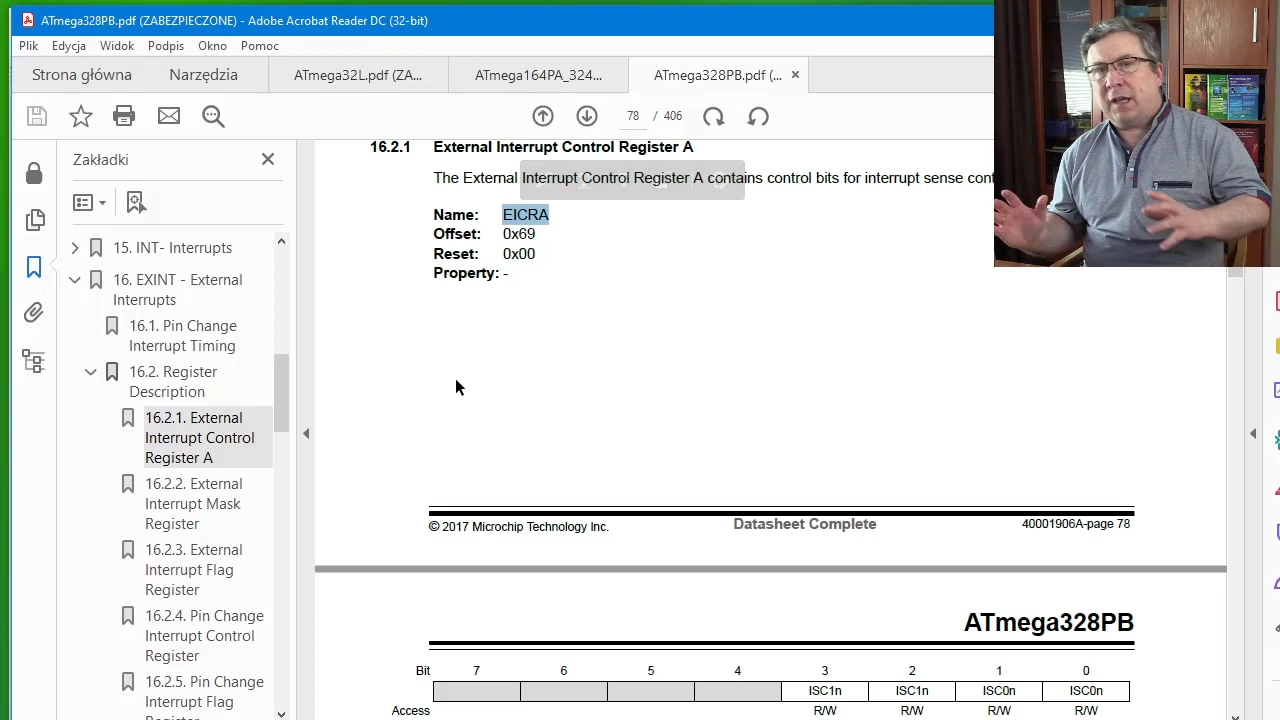 ATmega328PB.pdf (ZABEZPIECZONE) - Adobe Acrobat Reader DC (32-bit)
Plik Edycja Widok Podpis Okno Pomoc
Strona główna Narzędzia ATmega32L.pdf (ZA... ATmega164PA_324... ATmega328PB.pdf (... ×
78 / 406
Zakładki
15. INT- Interrupts
16. EXINT - External
Interrupts
16.1. Pin Change
Interrupt Timing
16.2. Register
Description
16.2.1. External
Interrupt Control
Register A
16.2.2. External
Interrupt Mask
Register
16.2.3. External
Interrupt Flag
Register
16.2.4. Pin Change
Interrupt Control
Register
16.2.5. Pin Change
Interrupt Flag
Register
16.2.1 External Interrupt Control Register A
The External Interrupt Control Register A contains control bits for interrupt sense cont
Name: EICRA
Offset: 0x69
Reset: 0x00
Property: -
© 2017 Microchip Technology Inc. Datasheet Complete 40001906A-page 78
ATmega328PB
Bit 7 6 5 4 3 2 1 0
ISC1n ISC1n ISC0n ISC0n
Access R/W R/W R/W R/W